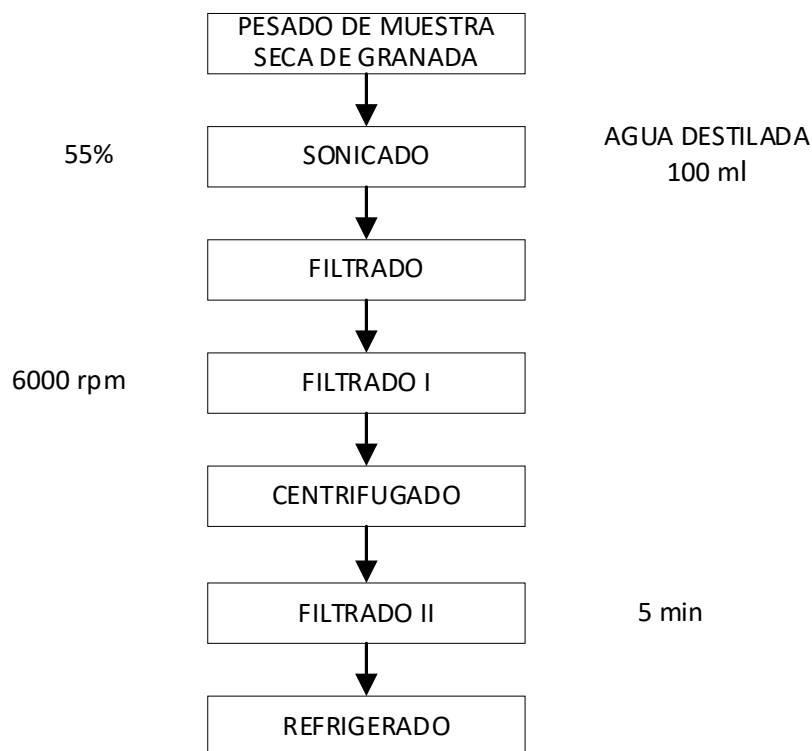 PESADO DE MUESTRA
SECA DE GRANADA
55%
SONICADO
AGUA DESTILADA
100 ml
FILTRADO
6000 rpm
FILTRADO I
CENTRIFUGADO
FILTRADO II
5 min
REFRIGERADO